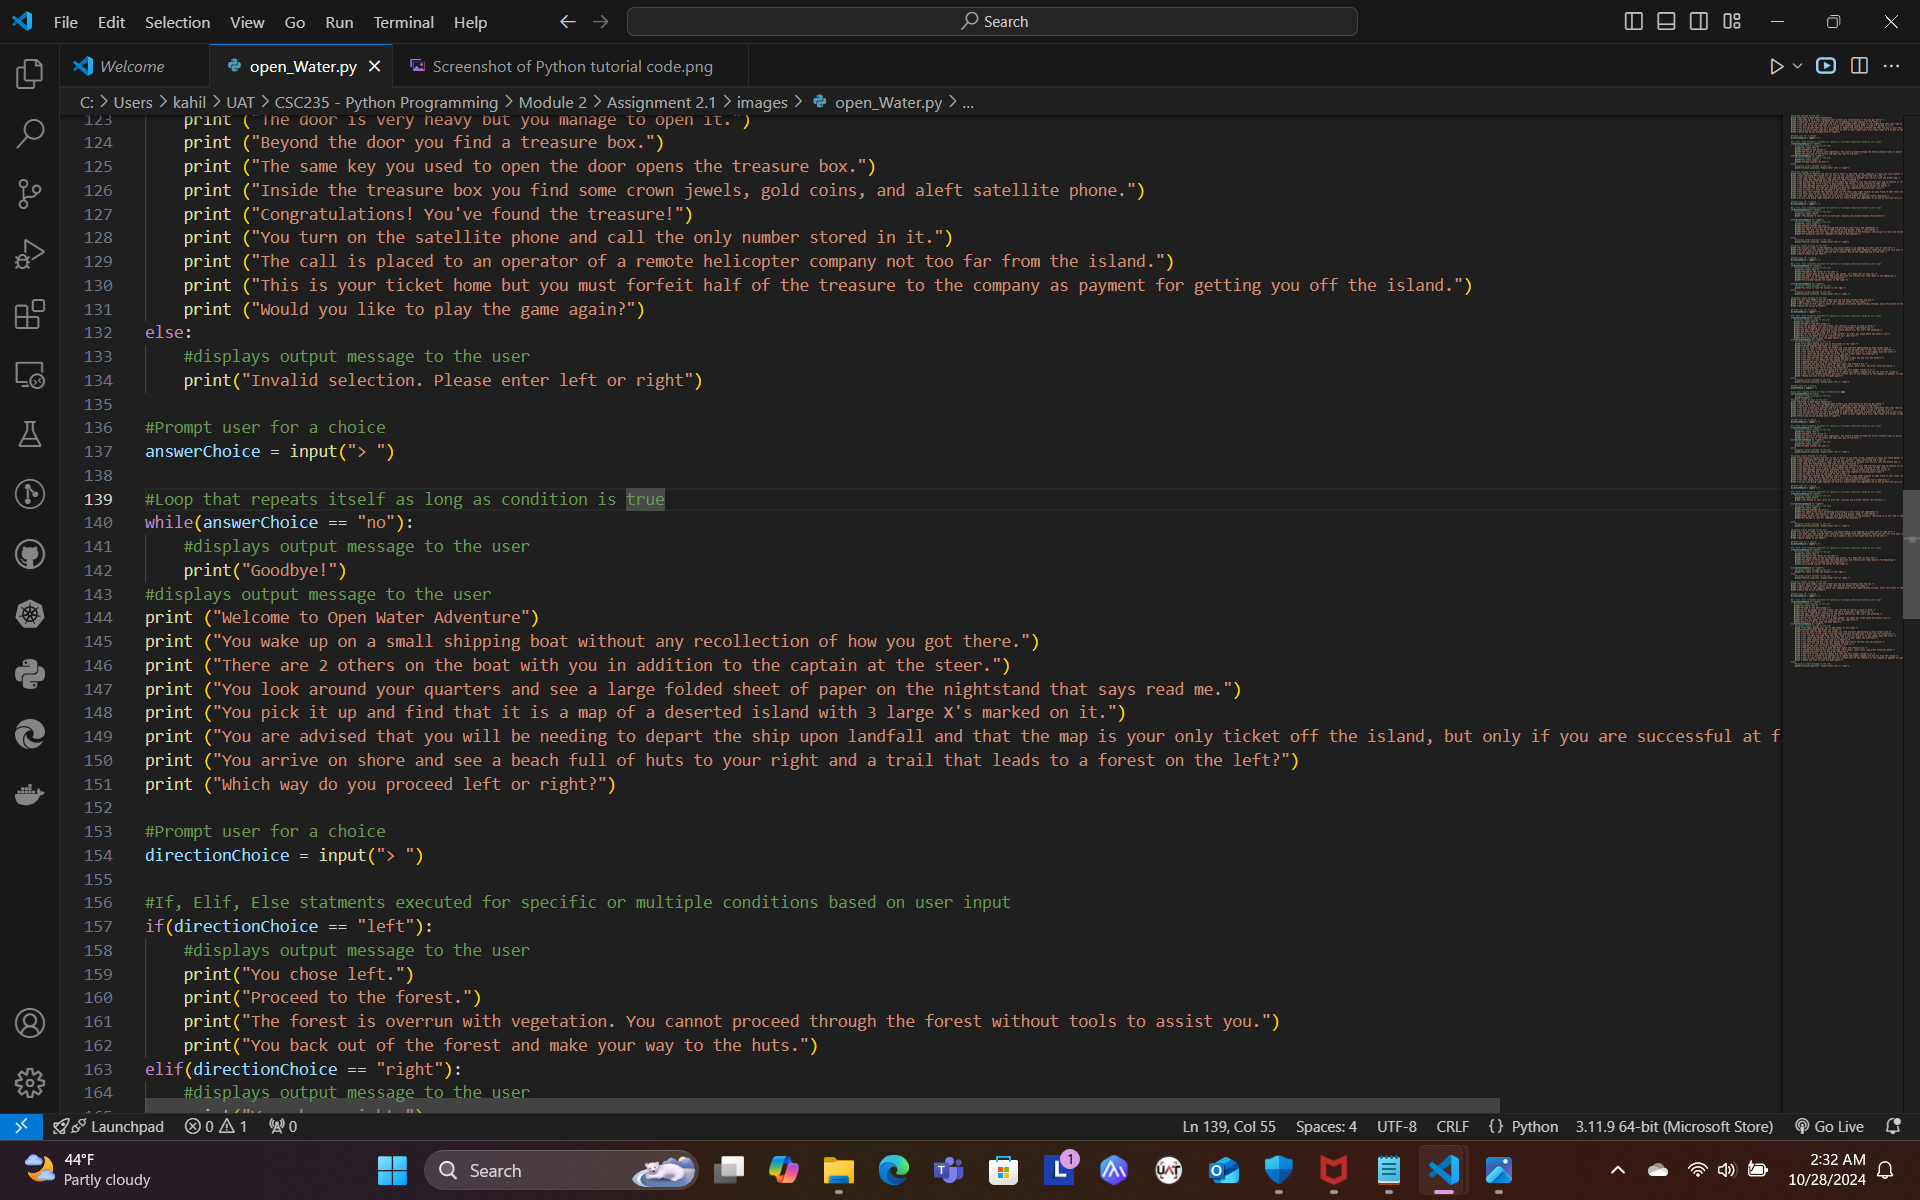 File Edit Selection View Go Run Terminal Help
Search
Welcome
open_Water.py
Screenshot of Python tutorial code.png
C: > Users > kahil > UAT > CSC235 - Python Programming > Module 2 > Assignment 2.1 > images > open_Water.py > ...
123 print ("The door is very heavy but you manage to open it.")
124 print ("Beyond the door you find a treasure box.")
125 print ("The same key you used to open the door opens the treasure box.")
126 print ("Inside the treasure box you find some crown jewels, gold coins, and aleft satellite phone.")
127 print ("Congratulations! You've found the treasure!")
128 print ("You turn on the satellite phone and call the only number stored in it.")
129 print ("The call is placed to an operator of a remote helicopter company not too far from the island.")
130 print ("This is your ticket home but you must forfeit half of the treasure to the company as payment for getting you off the island.")
131 print ("Would you like to play the game again?")
132 else:
133 #displays output message to the user
134 print("Invalid selection. Please enter left or right")
135
136 #Prompt user for a choice
137 answerChoice = input("> ")
138
139 #Loop that repeats itself as long as condition is true
140 while(answerChoice == "no"):
141 #displays output message to the user
142 print("Goodbye!")
143 #displays output message to the user
144 print ("Welcome to Open Water Adventure")
145 print ("You wake up on a small shipping boat without any recollection of how you got there.")
146 print ("There are 2 others on the boat with you in addition to the captain at the steer.")
147 print ("You look around your quarters and see a large folded sheet of paper on the nightstand that says read me.")
148 print ("You pick it up and find that it is a map of a deserted island with 3 large X's marked on it.")
149 print ("You are advised that you will be needing to depart the ship upon landfall and that the map is your only ticket off the island, but only if you are successful at f
150 print ("You arrive on shore and see a beach full of huts to your right and a trail that leads to a forest on the left?")
151 print ("Which way do you proceed left or right?")
152
153 #Prompt user for a choice
154 directionChoice = input("> ")
155
156 #If, Elif, Else statments executed for specific or multiple conditions based on user input
157 if(directionChoice == "left"):
158 #displays output message to the user
159 print("You chose left.")
160 print("Proceed to the forest.")
161 print("The forest is overrun with vegetation. You cannot proceed through the forest without tools to assist you.")
162 print("You back out of the forest and make your way to the huts.")
163 elif(directionChoice == "right"):
164 #displays output message to the user
Launchpad 0 1 0 Ln 139, Col 55 Spaces: 4 UTF-8 CRLF {} Python 3.11.9 64-bit (Microsoft Store) Go Live
44°F
Partly cloudy
Search
1
UAT
2:32 AM
10/28/2024